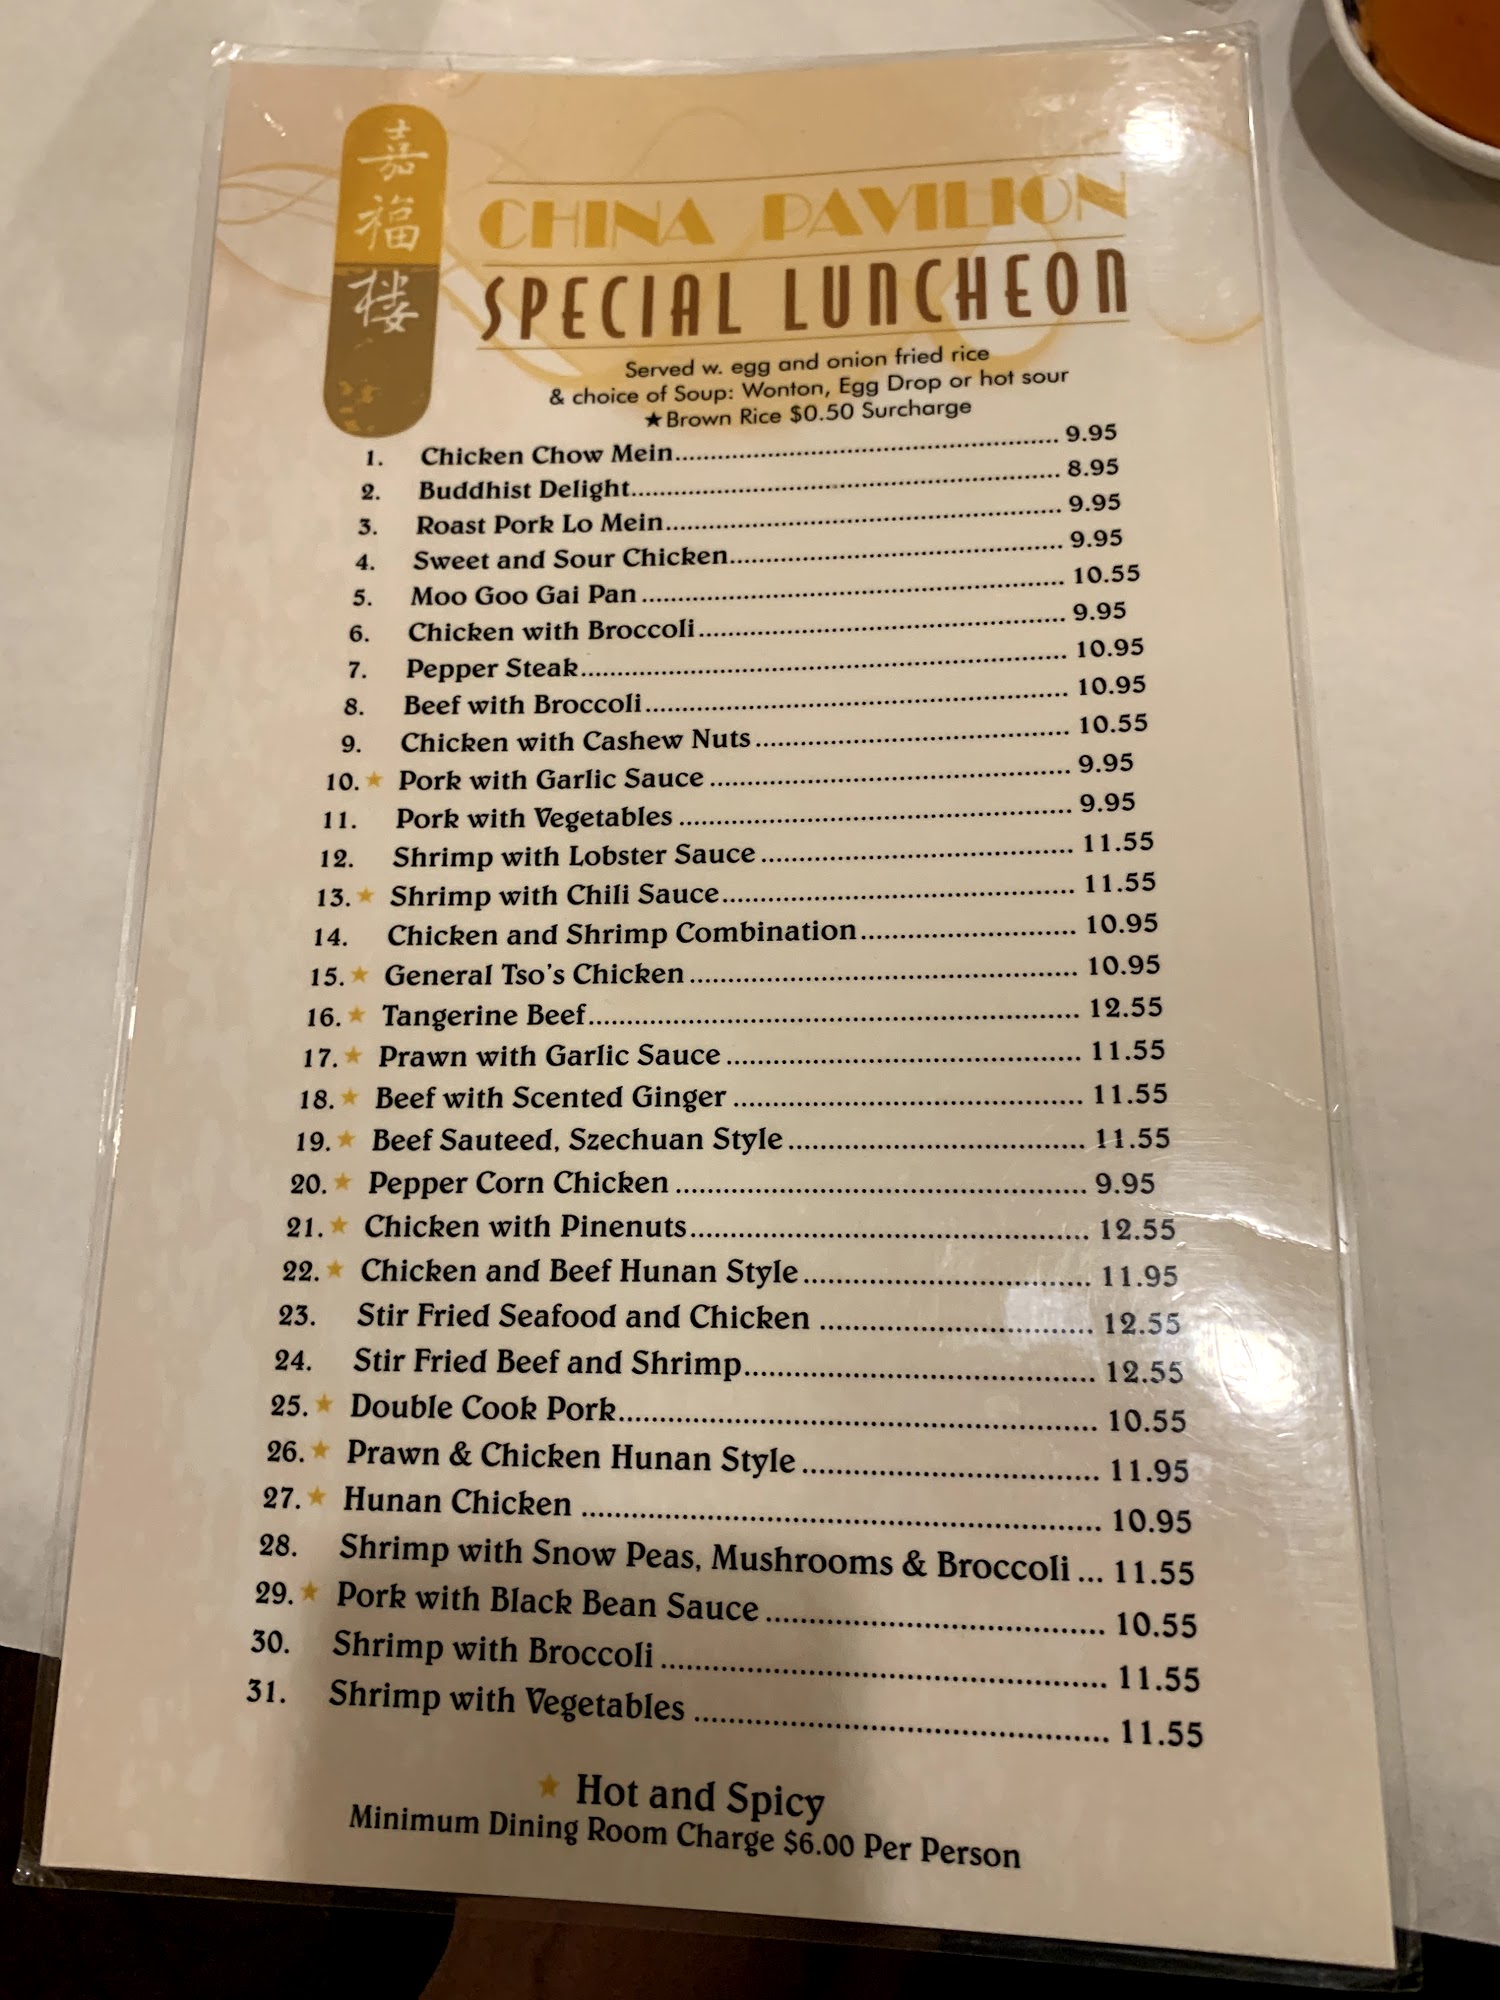 嘉福楼
CHINA PAVILION
SPECIAL LUNCHEON
Served w. egg and onion fried rice
& choice of Soup: Wonton, Egg Drop or hot sour
★Brown Rice $0.50 Surcharge
1. Chicken Chow Mein 9.95
2. Buddhist Delight 8.95
3. Roast Pork Lo Mein 9.95
4. Sweet and Sour Chicken 9.95
5. Moo Goo Gai Pan 10.55
6. Chicken with Broccoli 9.95
7. Pepper Steak 10.95
8. Beef with Broccoli 10.95
9. Chicken with Cashew Nuts 10.55
10. ★ Pork with Garlic Sauce 9.95
11. Pork with Vegetables 9.95
12. Shrimp with Lobster Sauce 11.55
13. ★ Shrimp with Chili Sauce 11.55
14. Chicken and Shrimp Combination 10.95
15. ★ General Tso's Chicken 10.95
16. ★ Tangerine Beef 12.55
17. ★ Prawn with Garlic Sauce 11.55
18. ★ Beef with Scented Ginger 11.55
19. ★ Beef Sauteed, Szechuan Style 11.55
20. ★ Pepper Corn Chicken 9.95
21. ★ Chicken with Pinenuts 12.55
22. ★ Chicken and Beef Hunan Style 11.95
23. Stir Fried Seafood and Chicken 12.55
24. Stir Fried Beef and Shrimp 12.55
25. ★ Double Cook Pork 10.55
26. ★ Prawn & Chicken Hunan Style 11.95
27. ★ Hunan Chicken 10.95
28. Shrimp with Snow Peas, Mushrooms & Broccoli ... 11.55
29. ★ Pork with Black Bean Sauce 10.55
30. Shrimp with Broccoli 11.55
31. Shrimp with Vegetables 11.55
★ Hot and Spicy
Minimum Dining Room Charge $6.00 Per Person